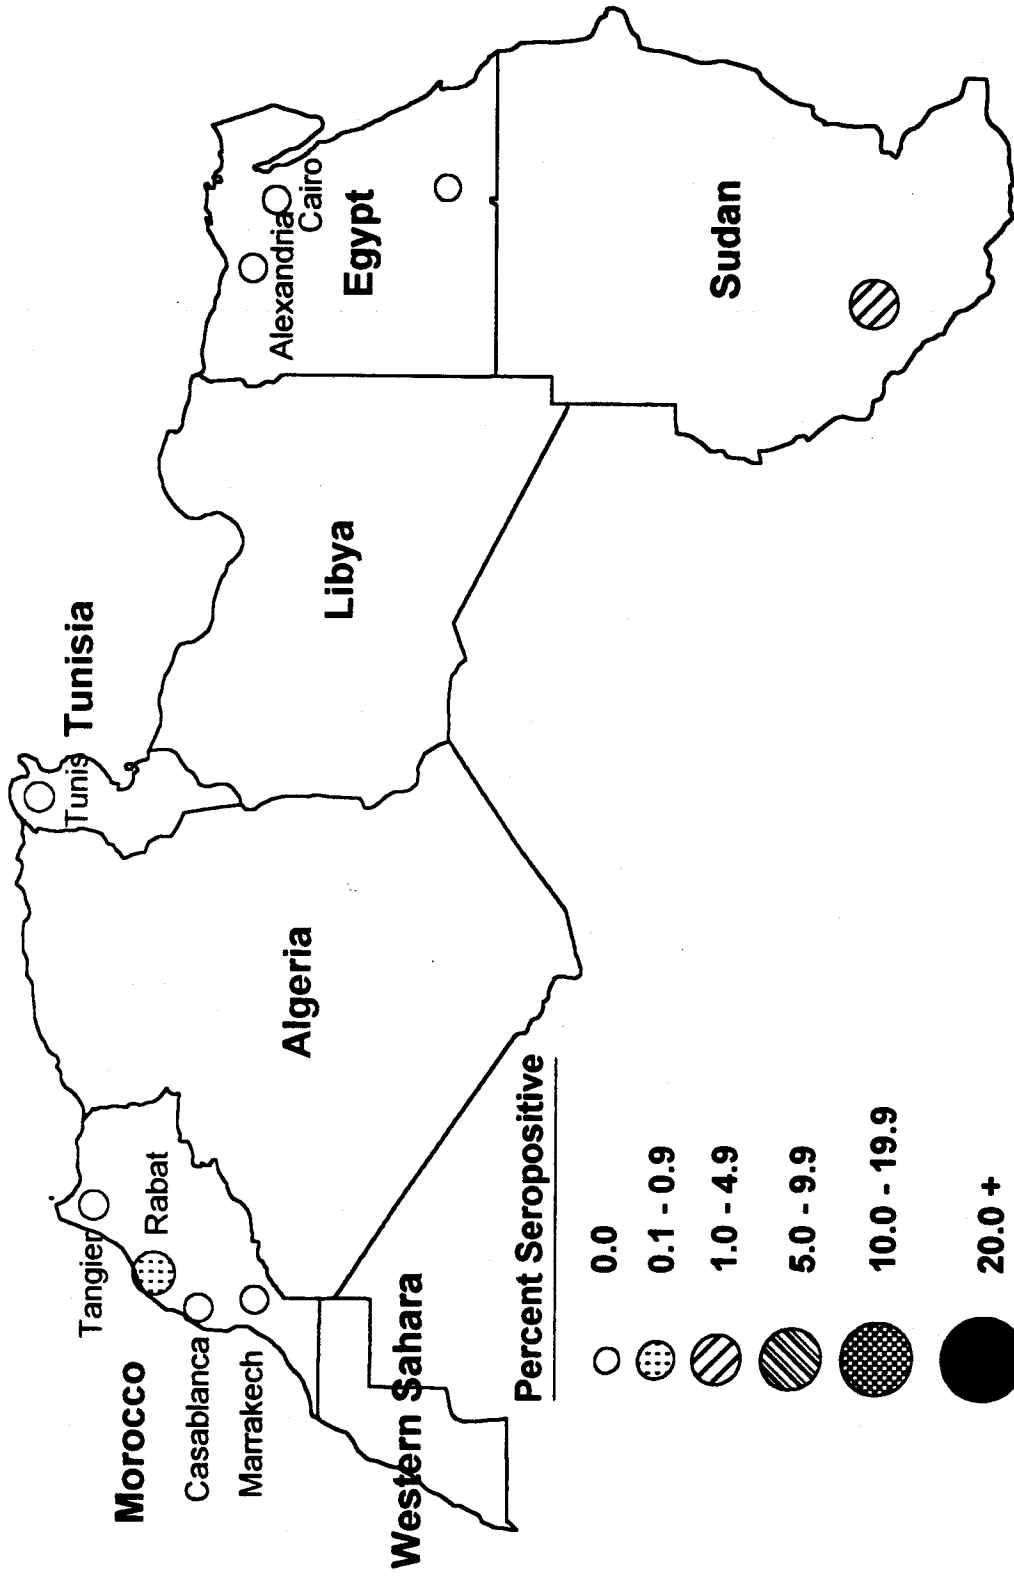 Morocco
Tangier
Rabat
Casablanca
Marrakech
Western Sahara
Algeria
Tunisia
Tunis
Libya
Alexandria
Cairo
Egypt
Sudan
Percent Seropositive
0.0
0.1 - 0.9
1.0 - 4.9
5.0 - 9.9
10.0 - 19.9
20.0 +